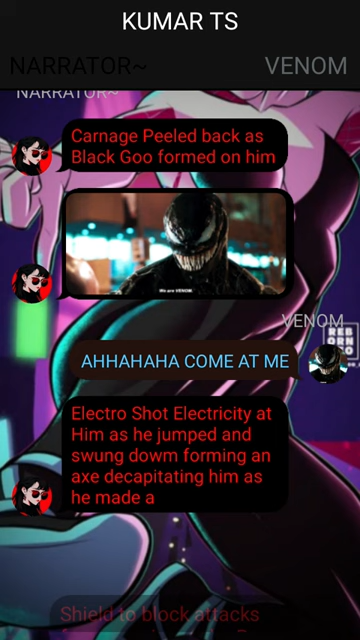 KUMAR TS
NARRATOR~
VENOM
NARRATOR~
Carnage Peeled back as
Black Goo formed on him
We are VENOM.
VENOM
AHHAHAHA COME AT ME
Electro Shot Electricity at
Him as he jumped and
swung dowm forming an
axe decapitating him as
he made a
Shield to block attacks